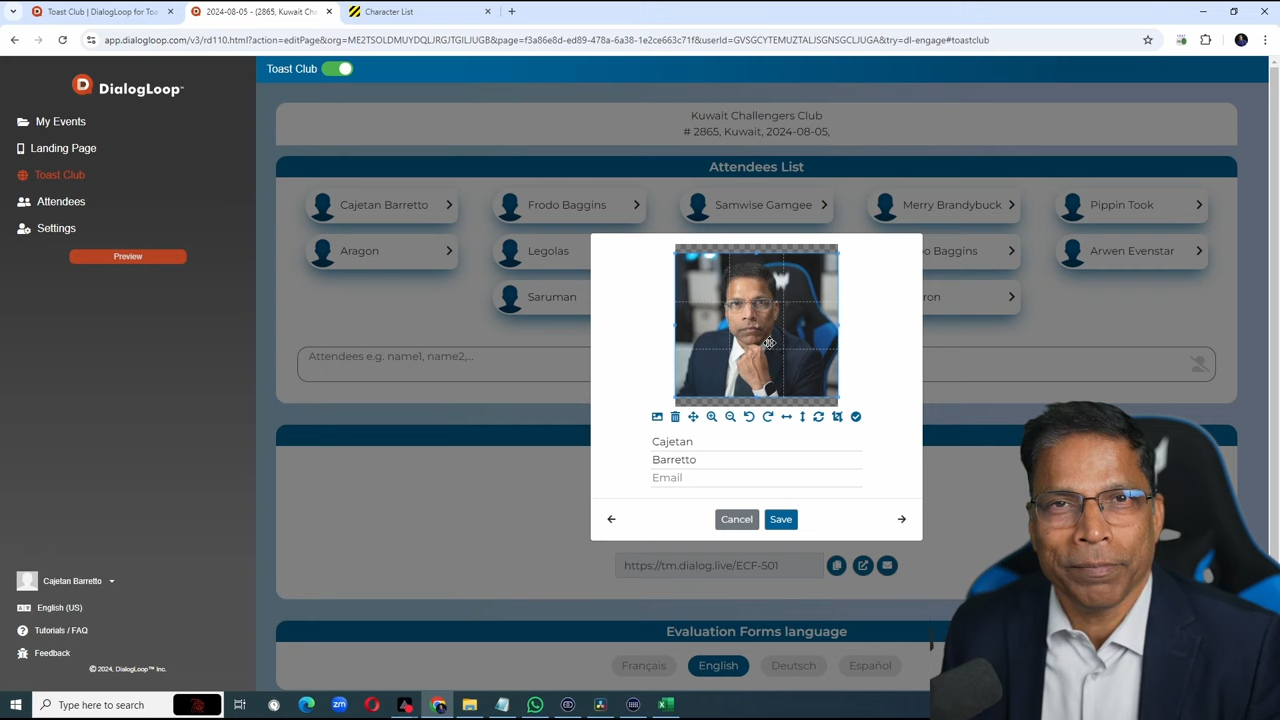 Toast Club | DialogLoop for Toa
2024-08-05 - (2865, Kuwait Cha
Character List
app.dialogloop.com/v3/rd110.html?action=editPage&org=ME2TSOLDMUYDQLJRGJTGILJUGB&page=f3a86e8d-ed89-478a-6a38-1e2ce663c71f&userId=GVSGCYTEMUZTALJSGNSGCLJUGA&try=dl-engage#toastclub
DialogLoop™
My Events
Landing Page
Toast Club
Attendees
Settings
Preview
Cajetan Barretto
English (US)
Tutorials / FAQ
Feedback
© 2024, DialogLoop™ Inc.
Toast Club
Kuwait Challengers Club
# 2865, Kuwait, 2024-08-05,
Attendees List
Cajetan Barretto
Frodo Baggins
Samwise Gamgee
Merry Brandybuck
Pippin Took
Aragon
Legolas
bo Baggins
Arwen Evenstar
Saruman
ron
Attendees e.g. name1, name2,...
Cajetan
Barretto
Email
Cancel
Save
https://tm.dialog.live/ECF-501
Evaluation Forms language
Français
English
Deutsch
Español
Type here to search